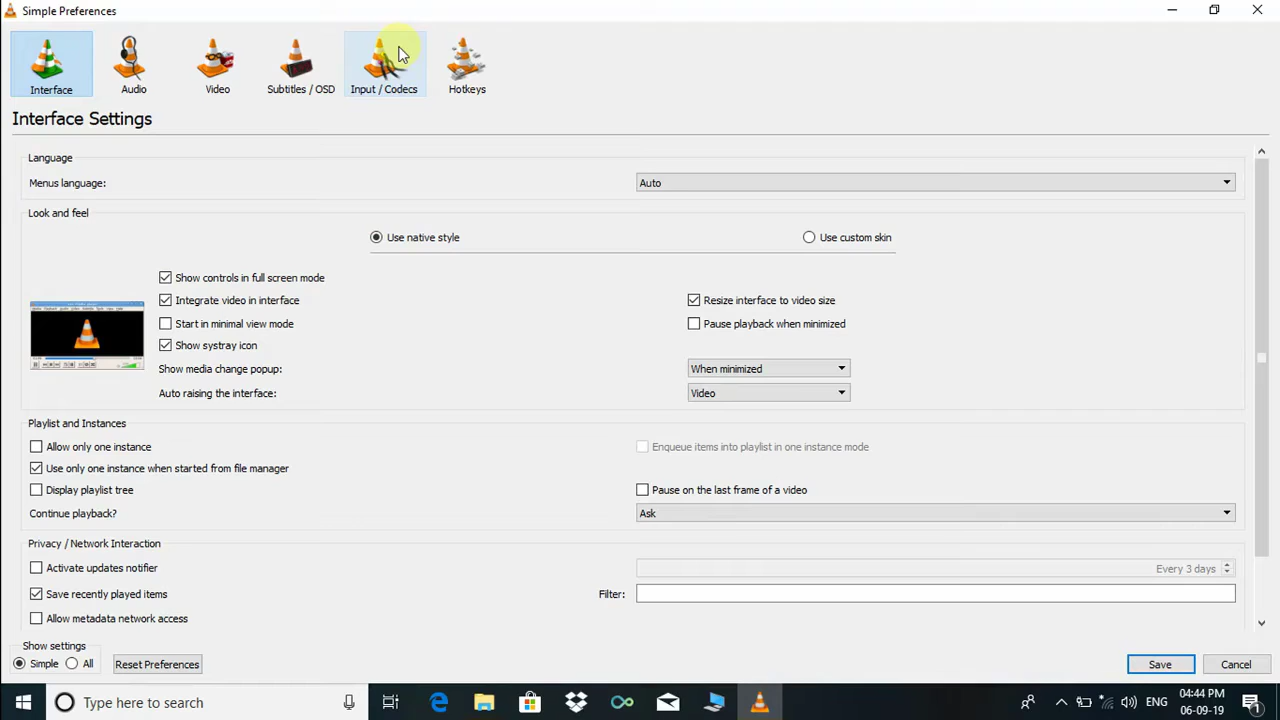 Simple Preferences
Interface
Audio
Video
Subtitles / OSD
Input / Codecs
Hotkeys
Interface Settings
Language
Menus language:
Auto
Look and feel
Use native style
Use custom skin
Show controls in full screen mode
Integrate video in interface
Resize interface to video size
Start in minimal view mode
Pause playback when minimized
Show systray icon
Show media change popup:
When minimized
Auto raising the interface:
Video
Playlist and Instances
Allow only one instance
Enqueue items into playlist in one instance mode
Use only one instance when started from file manager
Display playlist tree
Pause on the last frame of a video
Continue playback?
Ask
Privacy / Network Interaction
Activate updates notifier
Every 3 days
Save recently played items
Filter:
Allow metadata network access
Show settings
Simple
All
Reset Preferences
Save
Cancel
Type here to search
ENG
04:44 PM
06-09-19
1